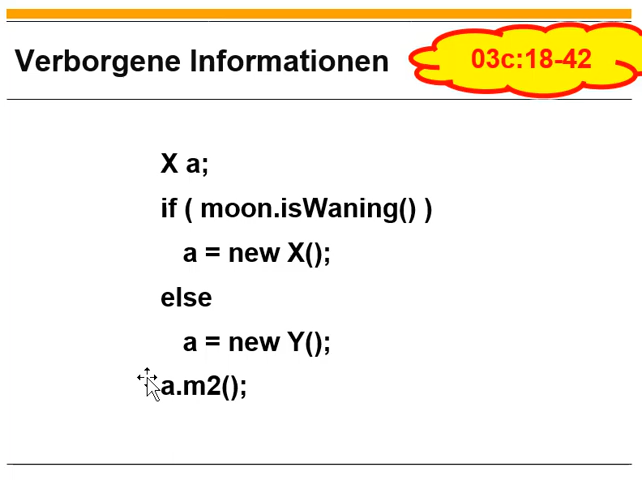 Verborgene Informationen
03c:18-42
X a;
if ( moon.isWaning() )
a = new X();
else
a = new Y();
a.m2();